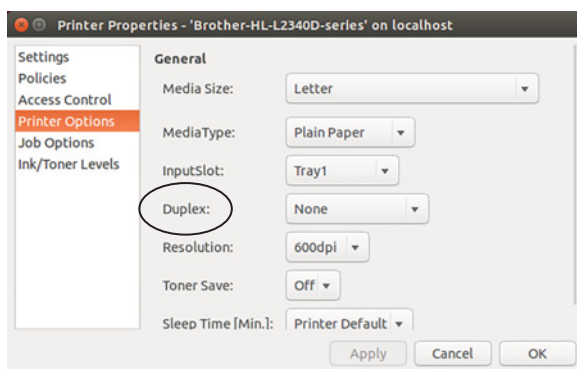 Printer Properties - 'Brother-HL-L2340D-series' on localhost
Settings
Policies
Access Control
Printer Options
Job Options
Ink/Toner Levels
General
Media Size: Letter
MediaType: Plain Paper
InputSlot: Tray1
Duplex: None
Resolution: 600dpi
Toner Save: Off
Sleep Time [Min.]: Printer Default
Apply Cancel OK